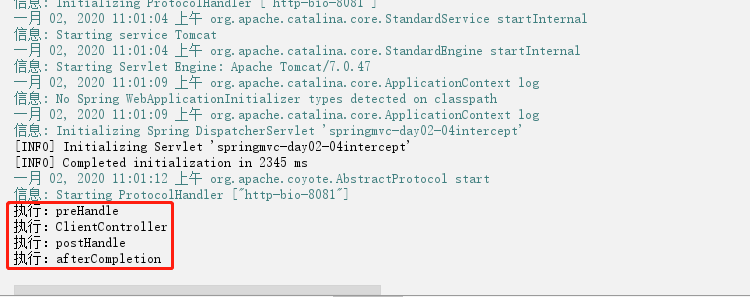 信息: Initializing ProtocolHandler ["http-bio-8081"]
一月 02, 2020 11:01:04 上午 org.apache.catalina.core.StandardService startInternal
信息: Starting service Tomcat
一月 02, 2020 11:01:04 上午 org.apache.catalina.core.StandardEngine startInternal
信息: Starting Servlet Engine: Apache Tomcat/7.0.47
一月 02, 2020 11:01:09 上午 org.apache.catalina.core.ApplicationContext log
信息: No Spring WebApplicationInitializer types detected on classpath
一月 02, 2020 11:01:09 上午 org.apache.catalina.core.ApplicationContext log
信息: Initializing Spring DispatcherServlet 'springmvc-day02-04intercept'
[INFO] Initializing Servlet 'springmvc-day02-04intercept'
[INFO] Completed initialization in 2345 ms
一月 02, 2020 11:01:12 上午 org.apache.coyote.AbstractProtocol start
信息: Starting ProtocolHandler ["http-bio-8081"]
执行：preHandle
执行：ClientController
执行：postHandle
执行：afterCompletion